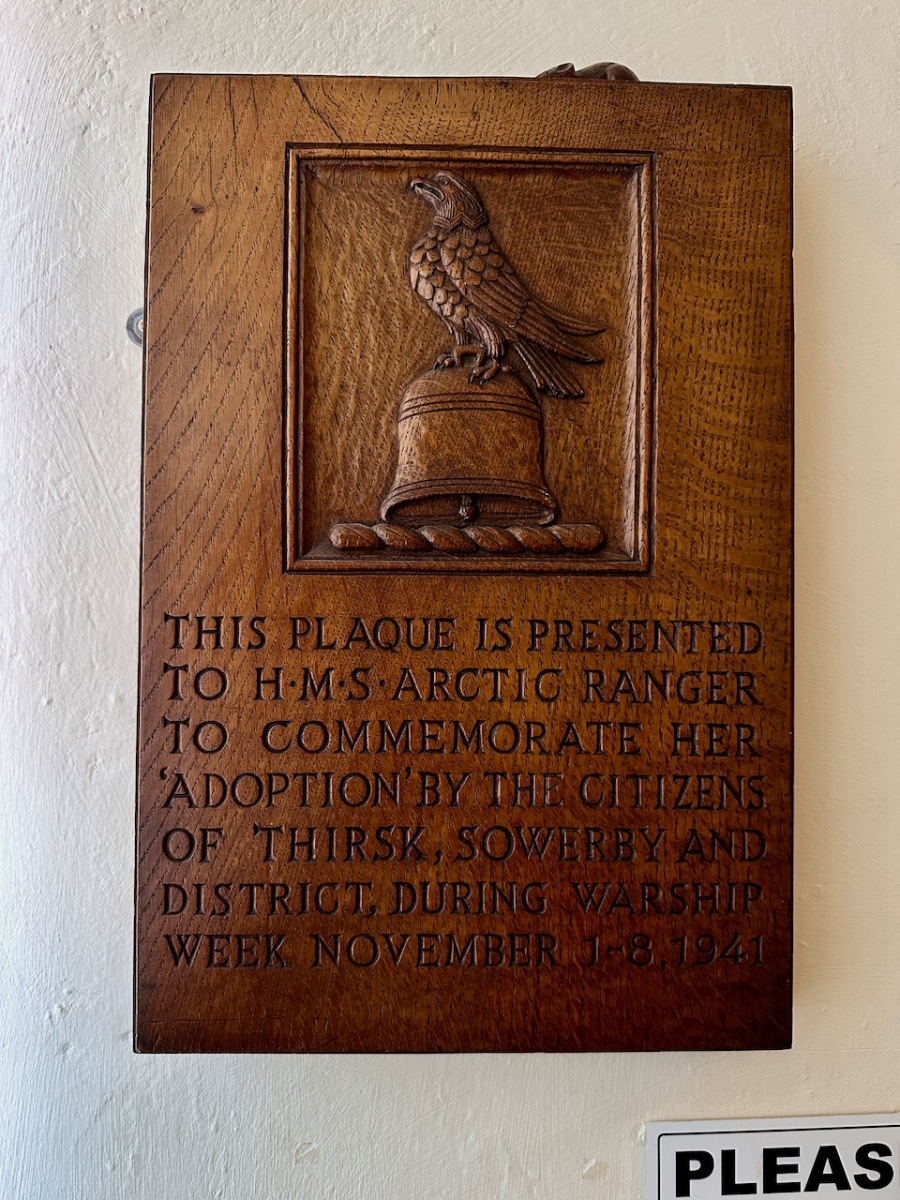 THIS PLAQUE IS PRESENTED
TO H·M·S·ARCTIC RANGER
TO COMMEMORATE HER
‘ADOPTION’ BY THE CITIZENS
OF THIRSK, SOWERBY AND
DISTRICT, DURING WARSHIP
WEEK NOVEMBER 1-8, 1941
PLEAS